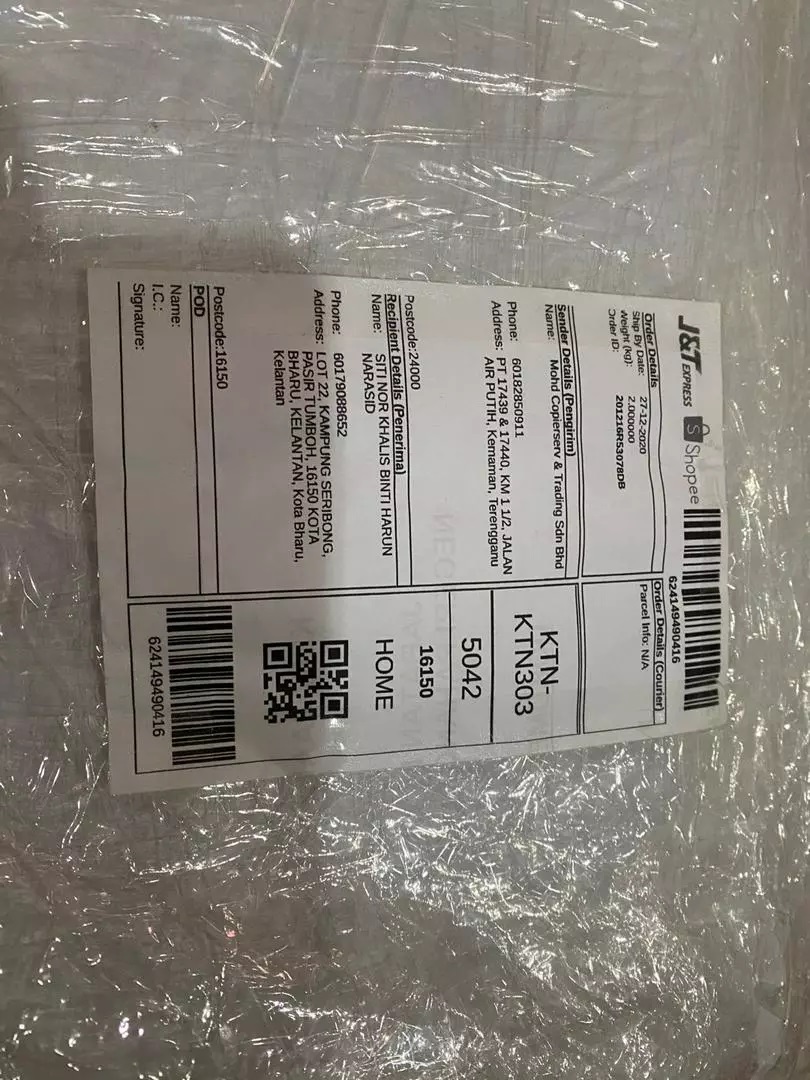 J&T EXPRESS Shopee
624149490416
Order Details
Ship By Date: 27-12-2020
Weight (kg): 2.000000
Order ID: 201216R53078DB
Order Details (Courier)
Parcel Info: N/A
Sender Details (Pengirim)
Name: Mohd Copierserv & Trading Sdn Bhd
Phone: 60182850911
Address: PT 17439 & 17440, KM 1 1/2, JALAN
AIR PUTIH, Kemaman, Terengganu
Postcode:24000
KTN-
KTN303
5042
Recipient Details (Penerima)
Name: SITI NOR KHALIS BINTI HARUN
NARASID
Phone: 60179088652
Address: LOT 22, KAMPUNG SERIBONG,
PASIR TUMBOH, 16150 KOTA
BHARU, KELANTAN, Kota Bharu,
Kelantan
Postcode:16150
16150
HOME
POD
Name:
I.C.:
Signature:
624149490416